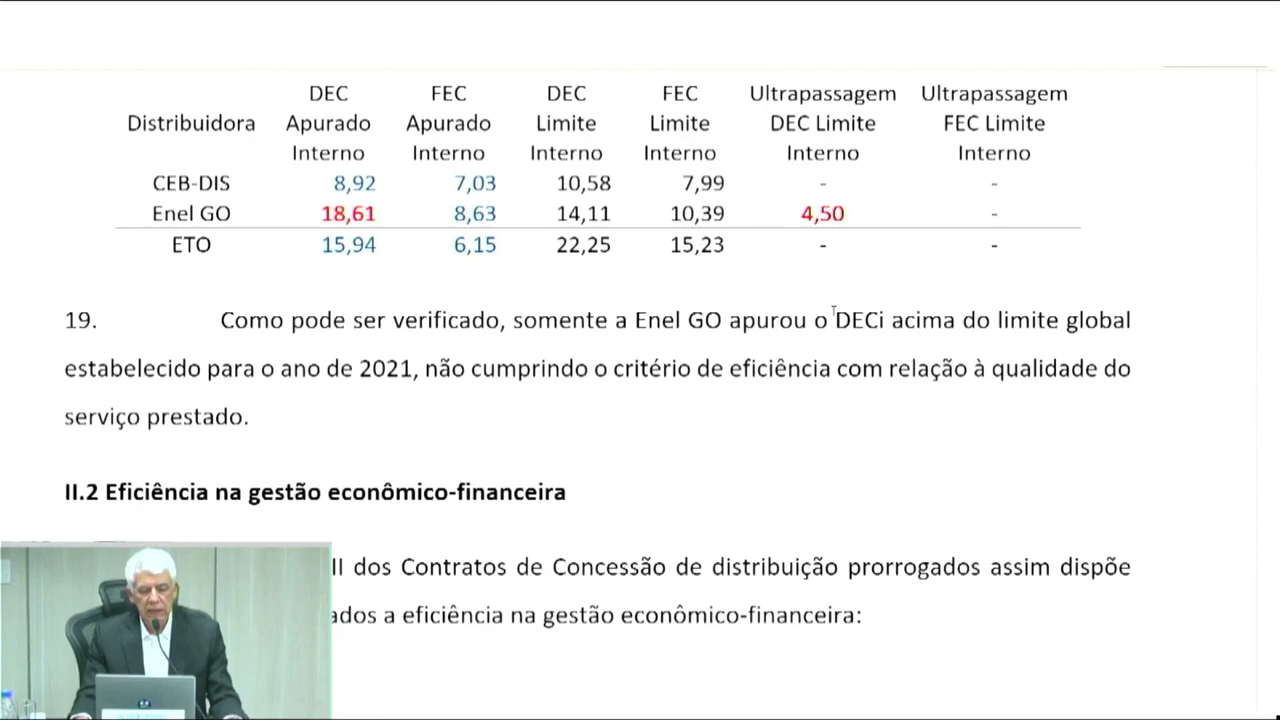 DEC FEC DEC FEC Ultrapassagem Ultrapassagem
Distribuidora Apurado Apurado Limite Limite DEC Limite FEC Limite
Interno Interno Interno Interno Interno Interno
CEB-DIS 8,92 7,03 10,58 7,99 - -
Enel GO 18,61 8,63 14,11 10,39 4,50 -
ETO 15,94 6,15 22,25 15,23 - -
19. Como pode ser verificado, somente a Enel GO apurou o DECi acima do limite global
estabelecido para o ano de 2021, não cumprindo o critério de eficiência com relação à qualidade do
serviço prestado.
II.2 Eficiência na gestão econômico-financeira
II dos Contratos de Concessão de distribuição prorrogados assim dispõe
ados a eficiência na gestão econômico-financeira: